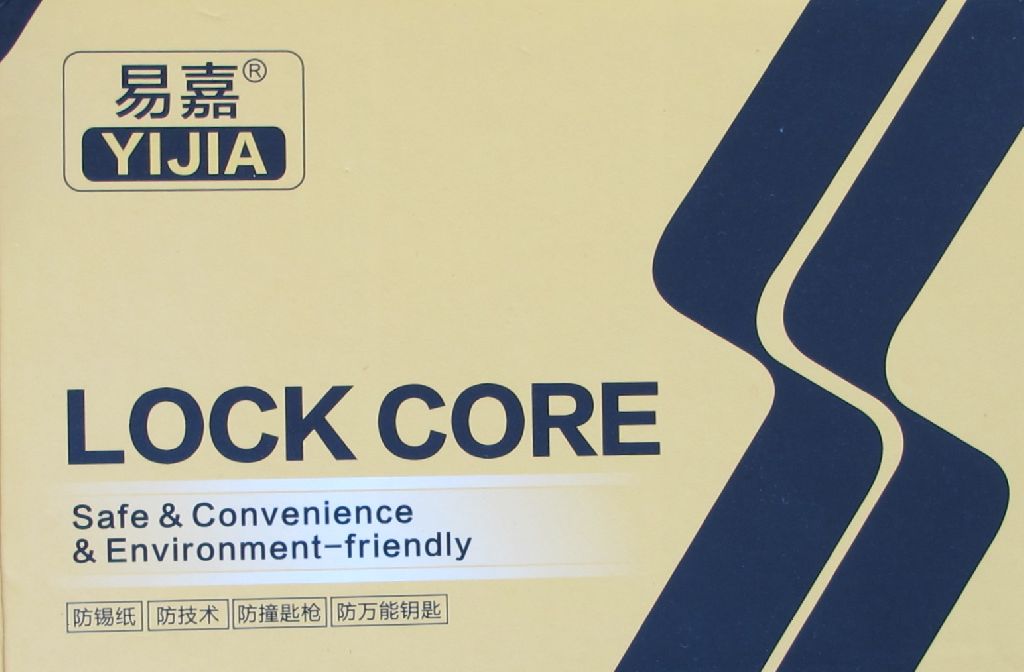 易嘉®
YIJIA
LOCK CORE
Safe & Convenience
& Environment-friendly
防锡纸 防技术 防撞匙枪 防万能钥匙